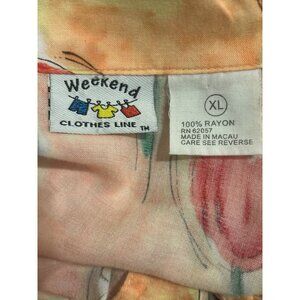 Weekend
CLOTHES LINE TM
XL
100% RAYON
RN 62057
MADE IN MACAU
CARE SEE REVERSE